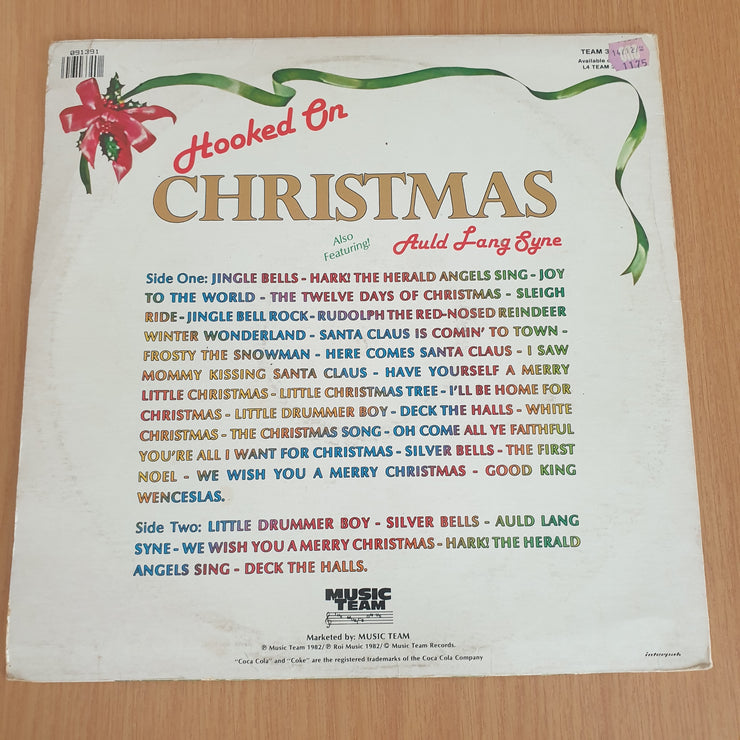 091391
TEAM 3
Available
L4 TEAM
1175
Hooked On
CHRISTMAS
Also
Featuring!
Auld Lang Syne
Side One: JINGLE BELLS - HARK! THE HERALD ANGELS SING - JOY
TO THE WORLD - THE TWELVE DAYS OF CHRISTMAS - SLEIGH
RIDE - JINGLE BELL ROCK - RUDOLPH THE RED-NOSED REINDEER
WINTER WONDERLAND - SANTA CLAUS IS COMIN' TO TOWN -
FROSTY THE SNOWMAN - HERE COMES SANTA CLAUS - I SAW
MOMMY KISSING SANTA CLAUS - HAVE YOURSELF A MERRY
LITTLE CHRISTMAS - LITTLE CHRISTMAS TREE - I'LL BE HOME FOR
CHRISTMAS - LITTLE DRUMMER BOY - DECK THE HALLS - WHITE
CHRISTMAS - THE CHRISTMAS SONG - OH COME ALL YE FAITHFUL
YOU'RE ALL I WANT FOR CHRISTMAS - SILVER BELLS - THE FIRST
NOEL - WE WISH YOU A MERRY CHRISTMAS - GOOD KING
WENCESLAS.
Side Two: LITTLE DRUMMER BOY - SILVER BELLS - AULD LANG
SYNE - WE WISH YOU A MERRY CHRISTMAS - HARK! THE HERALD
ANGELS SING - DECK THE HALLS.
MUSIC
TEAM
Marketed by: MUSIC TEAM
℗ Music Team 1982/ ℗ Roi Music 1982/ © Music Team Records.
"Coca Cola" and "Coke" are the registered trademarks of the Coca Cola Company